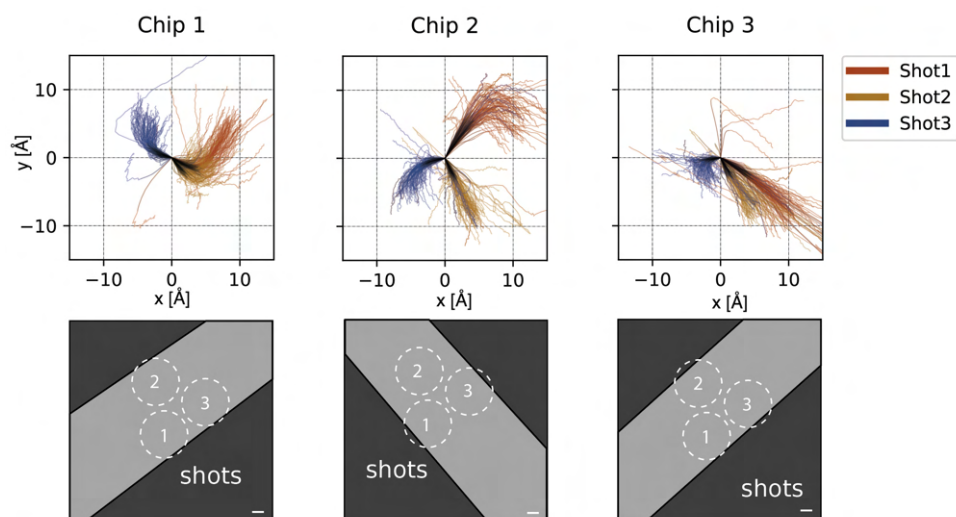 Chip 1
Chip 2
Chip 3
Shot1
Shot2
Shot3
y [Å]
10
0
−10
−10 0 10
−10 0 10
−10 0 10
x [Å]
x [Å]
x [Å]
2
3
1
shots
2
3
1
shots
2
3
1
shots